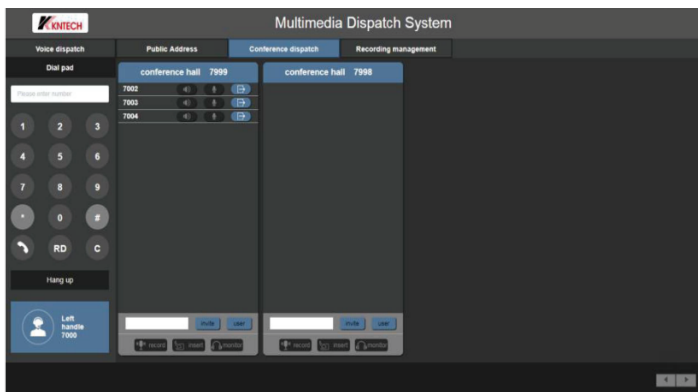 KNTECH
Multimedia Dispatch System
Voice dispatch
Public Address
Conference dispatch
Recording management
Dial pad
Please enter number
1 2 3
4 5 6
7 8 9
* 0 #
RD C
Hang up
Left
handle
7000
conference hall 7999
7002
7003
7004
invite user
record insert monitor
conference hall 7998
invite user
record insert monitor